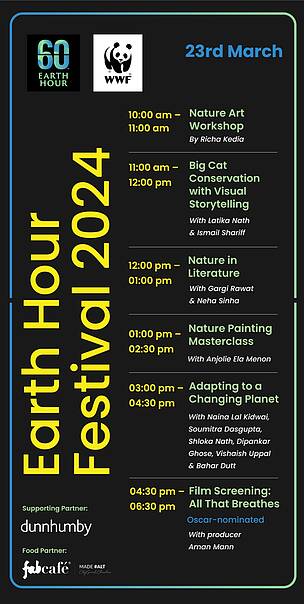 60
EARTH
HOUR
WWF
23rd March
Earth Hour
Festival 2024
10:00 am –
11:00 am
Nature Art
Workshop
By Richa Kedia
11:00 am –
12:00 pm
Big Cat
Conservation
with Visual
Storytelling
With Latika Nath
& Ismail Shariff
12:00 pm –
01:00 pm
Nature in
Literature
With Gargi Rawat
& Neha Sinha
01:00 pm –
02:30 pm
Nature Painting
Masterclass
With Anjolie Ela Menon
03:00 pm –
04:30 pm
Adapting to a
Changing Planet
With Naina Lal Kidwai,
Soumitra Dasgupta,
Shloka Nath, Dipankar
Ghose, Vishaish Uppal
& Bahar Dutt
04:30 pm –
06:30 pm
Film Screening:
All That Breathes
Oscar-nominated
With producer
Aman Mann
Supporting Partner:
dunnhumby
Food Partner:
fabcafé
MADE #ALT